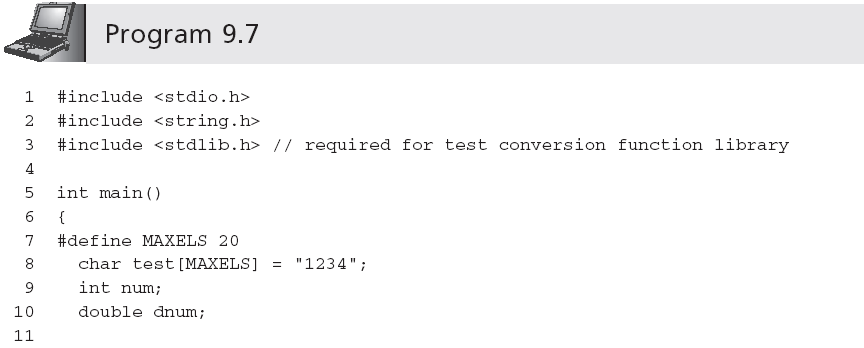 Program 9.7
1 #include <stdio.h>
2 #include <string.h>
3 #include <stdlib.h> // required for test conversion function library
4
5 int main()
6 {
7 #define MAXELS 20
8 char test[MAXELS] = "1234";
9 int num;
10 double dnum;
11